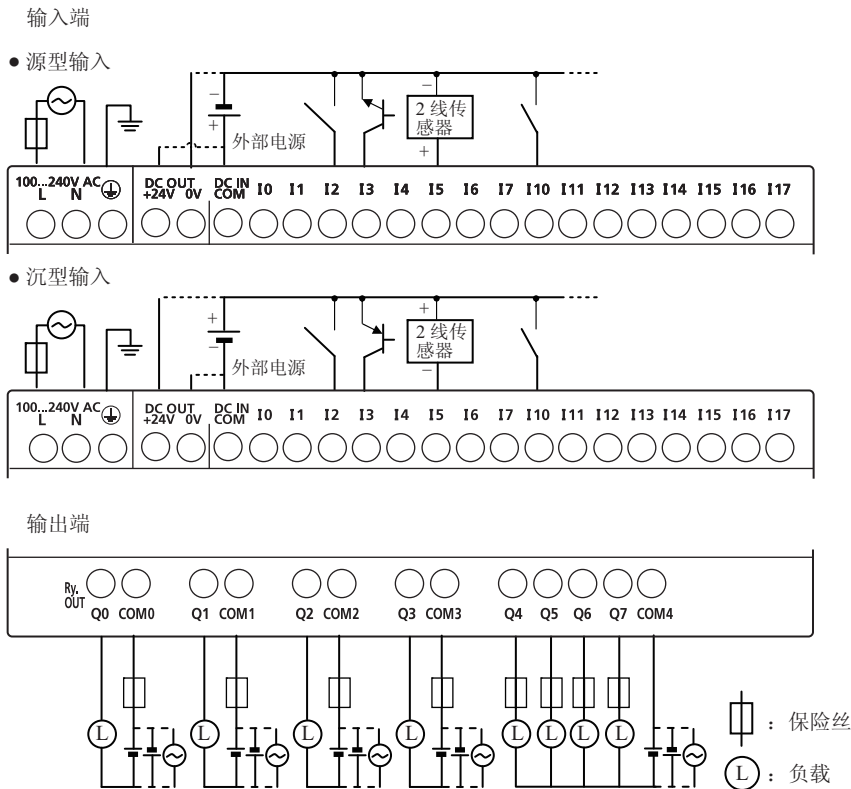 输入端
● 源型输入
−
+
外部电源
−
2 线传
感器
+
100...240V AC
L N
DC OUT
+24V 0V
DC IN
COM
I0 I1 I2 I3 I4 I5 I6 I7 I10 I11 I12 I13 I14 I15 I16 I17
● 沉型输入
+
−
外部电源
+
2 线传
感器
−
100...240V AC
L N
DC OUT
+24V 0V
DC IN
COM
I0 I1 I2 I3 I4 I5 I6 I7 I10 I11 I12 I13 I14 I15 I16 I17
输出端
Ry.
OUT
Q0 COM0 Q1 COM1 Q2 COM2 Q3 COM3 Q4 Q5 Q6 Q7 COM4
L L L L L L L L
：保险丝
L ：负载